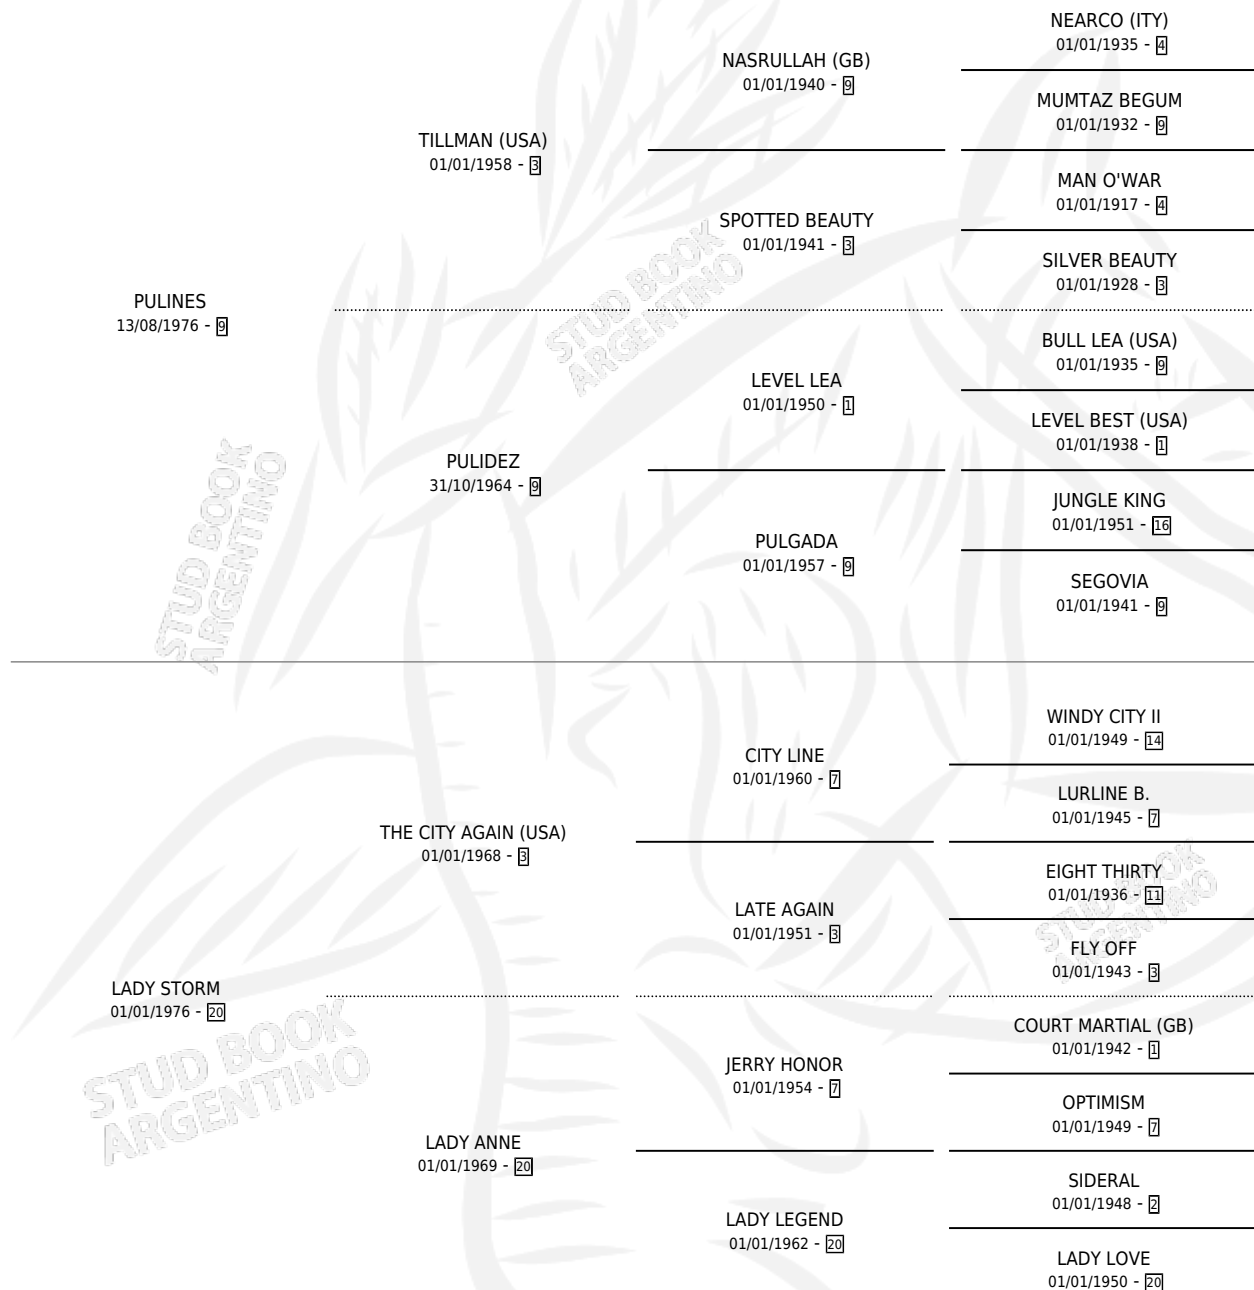 NEARCO (ITY)
01/01/1935 - 4
NASRULLAH (GB)
01/01/1940 - 9
MUMTAZ BEGUM
01/01/1932 - 9
TILLMAN (USA)
01/01/1958 - 3
MAN O'WAR
01/01/1917 - 4
SPOTTED BEAUTY
01/01/1941 - 3
SILVER BEAUTY
01/01/1928 - 3
STUD BOOK
ARGENTINO
PULINES
13/08/1976 - 9
BULL LEA (USA)
01/01/1935 - 9
LEVEL LEA
01/01/1950 - 1
LEVEL BEST (USA)
01/01/1938 - 1
PULIDEZ
31/10/1964 - 9
JUNGLE KING
01/01/1951 - 16
PULGADA
01/01/1957 - 9
SEGOVIA
01/01/1941 - 9
STUD BOOK
ARGENTINO
WINDY CITY II
01/01/1949 - 14
CITY LINE
01/01/1960 - 7
LURLINE B.
01/01/1945 - 7
THE CITY AGAIN (USA)
01/01/1968 - 3
EIGHT THIRTY
01/01/1936 - 11
LATE AGAIN
01/01/1951 - 3
FLY OFF
01/01/1943 - 3
STUD BOOK
ARGENTINO
LADY STORM
01/01/1976 - 20
COURT MARTIAL (GB)
01/01/1942 - 1
JERRY HONOR
01/01/1954 - 7
OPTIMISM
01/01/1949 - 7
STUD BOOK
ARGENTINO
LADY ANNE
01/01/1969 - 20
SIDERAL
01/01/1948 - 2
LADY LEGEND
01/01/1962 - 20
LADY LOVE
01/01/1950 - 20